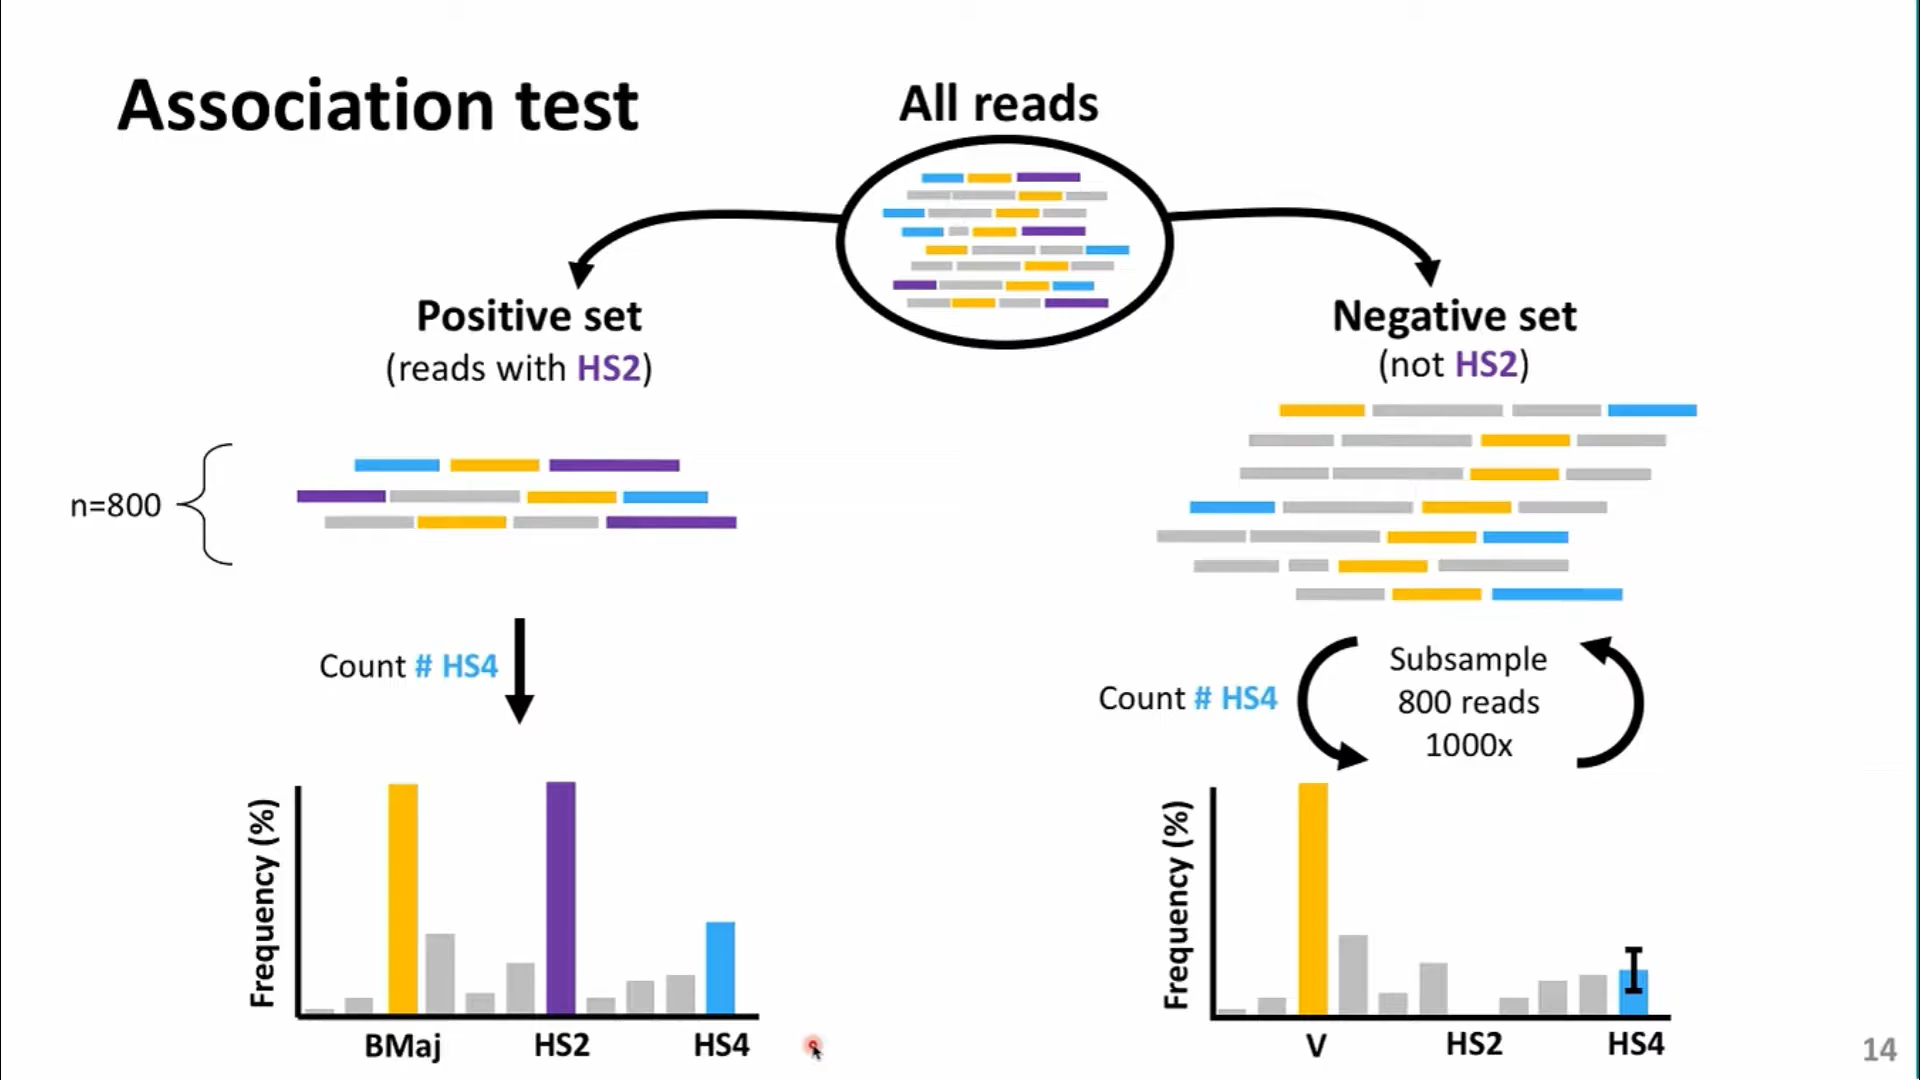 Association test
All reads
Positive set
(reads with HS2)
n=800
Count # HS4
Frequency (%)
BMaj
HS2
HS4
Negative set
(not HS2)
Count # HS4
Subsample
800 reads
1000x
Frequency (%)
V
HS2
HS4
14